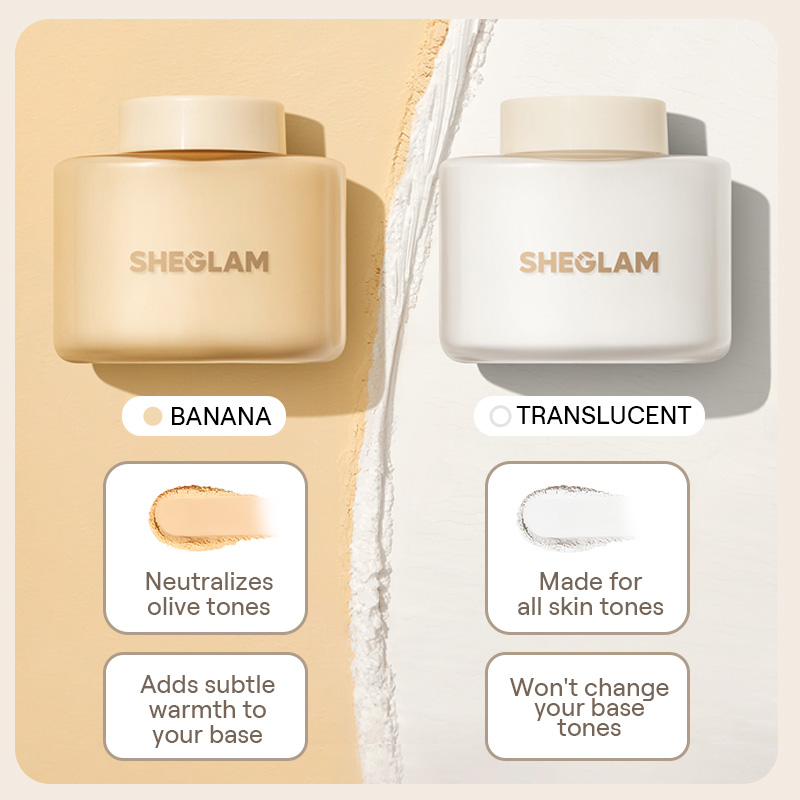 SHEGLAM
SHEGLAM
BANANA
TRANSLUCENT
Neutralizes
olive tones
Made for
all skin tones
Adds subtle
warmth to
your base
Won't change
your base
tones